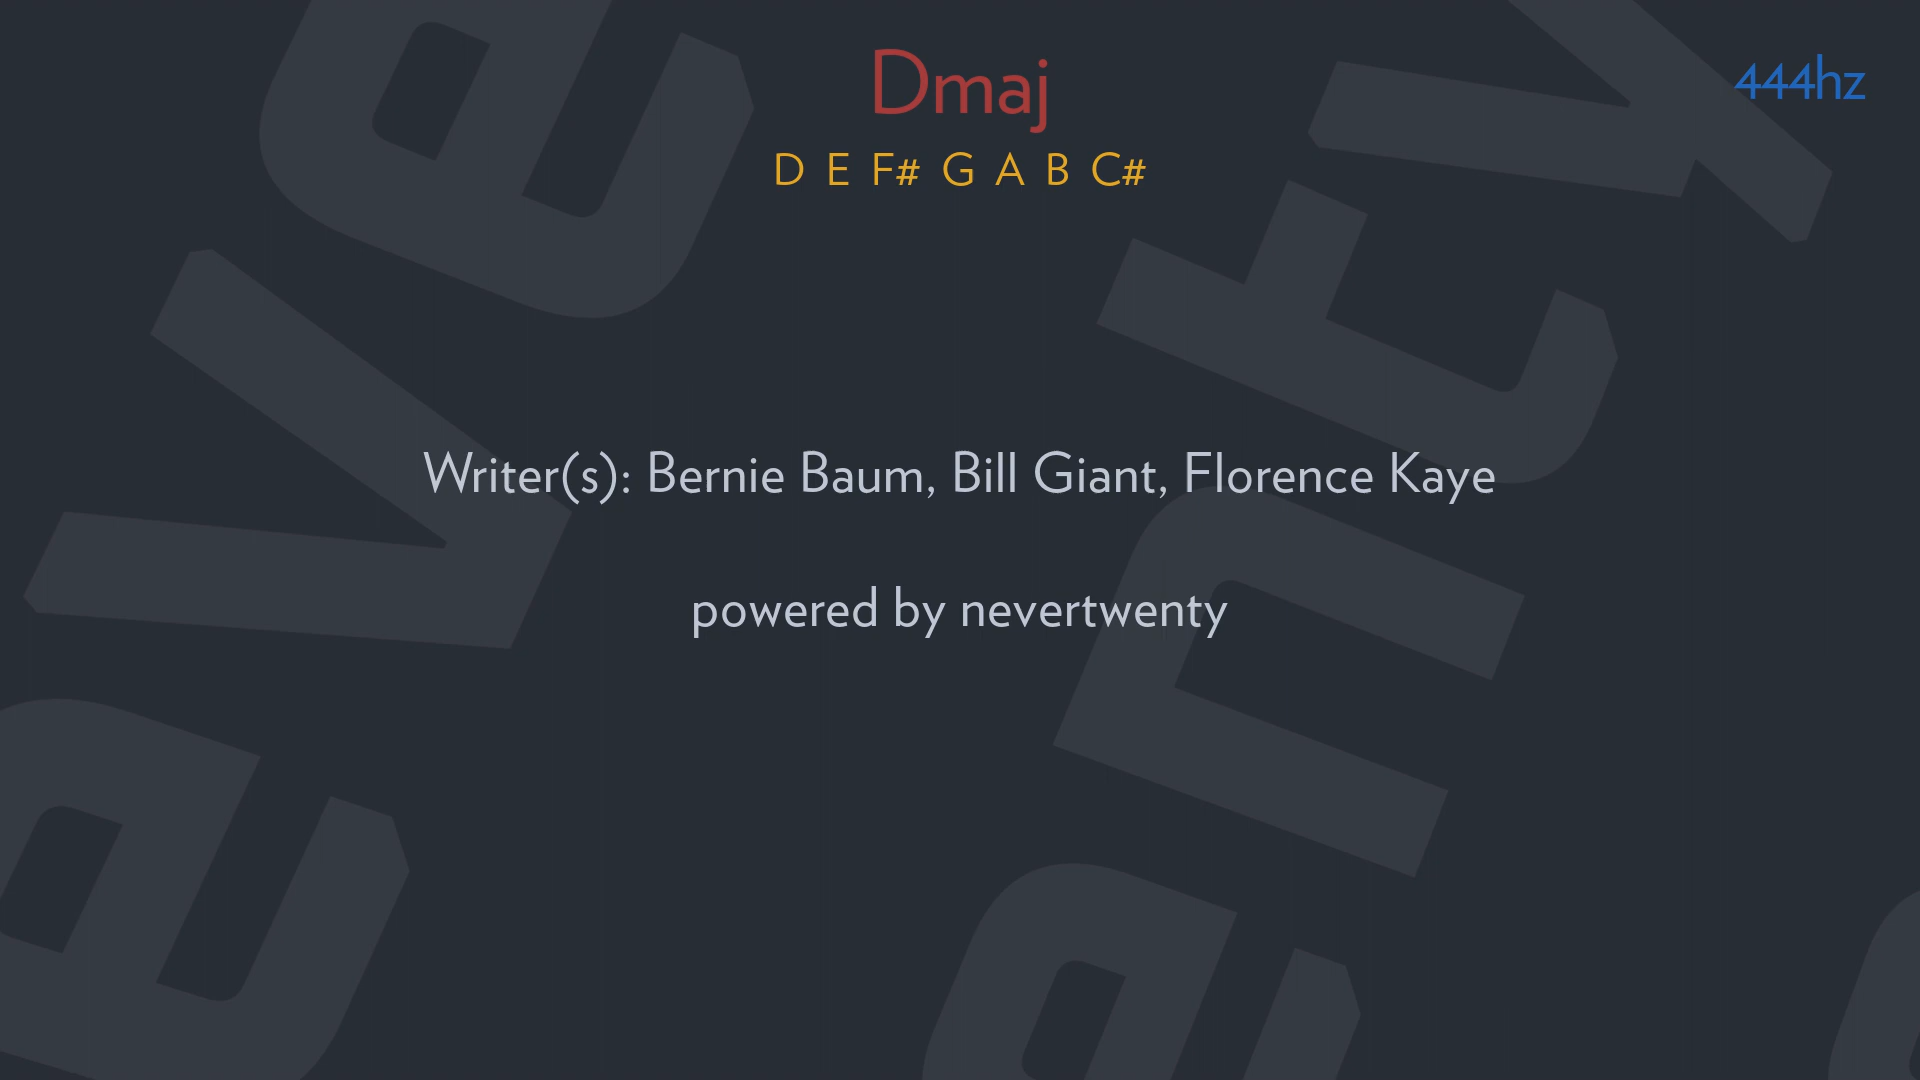 Dmaj
444hz
D E F# G A B C#
Writer(s): Bernie Baum, Bill Giant, Florence Kaye
powered by nevertwenty